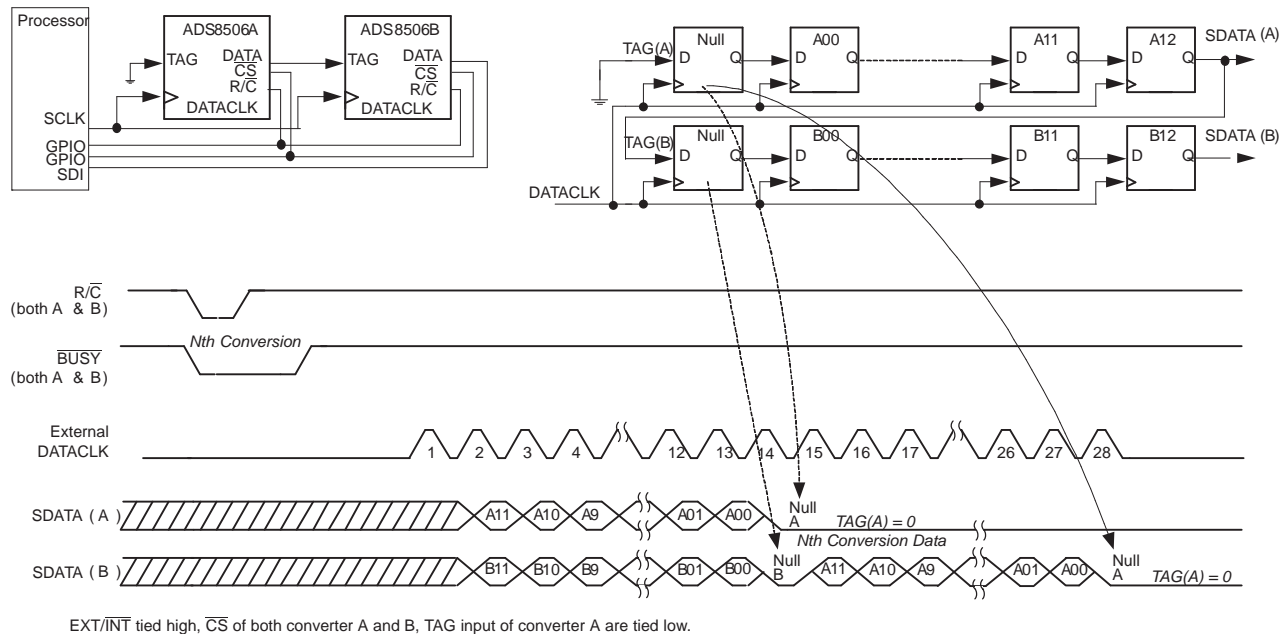 Processor
ADS8506A
ADS8506B
TAG
DATA
CS
R/C
DATACLK
TAG
DATA
CS
R/C
DATACLK
SCLK
GPIO
GPIO
SDI
Null
A00
A11
A12
SDATA (A)
TAG(A)
D
Q
D
Q
D
Q
D
Q
Null
B00
B11
B12
SDATA (B)
TAG(B)
D
Q
D
Q
D
Q
D
Q
DATACLK
R/C
(both A & B)
Nth Conversion
BUSY
(both A & B)
External
DATACLK
1 2 3 4 12 13 14 15 16 17 26 27 28
SDATA ( A )
A11 A10 A9 A01 A00
Null
A
TAG(A) = 0
Nth Conversion Data
SDATA ( B )
B11 B10 B9 B01 B00
Null
B
A11 A10 A9 A01 A00
Null
A
TAG(A) = 0
EXT/INT tied high, CS of both converter A and B, TAG input of converter A are tied low.